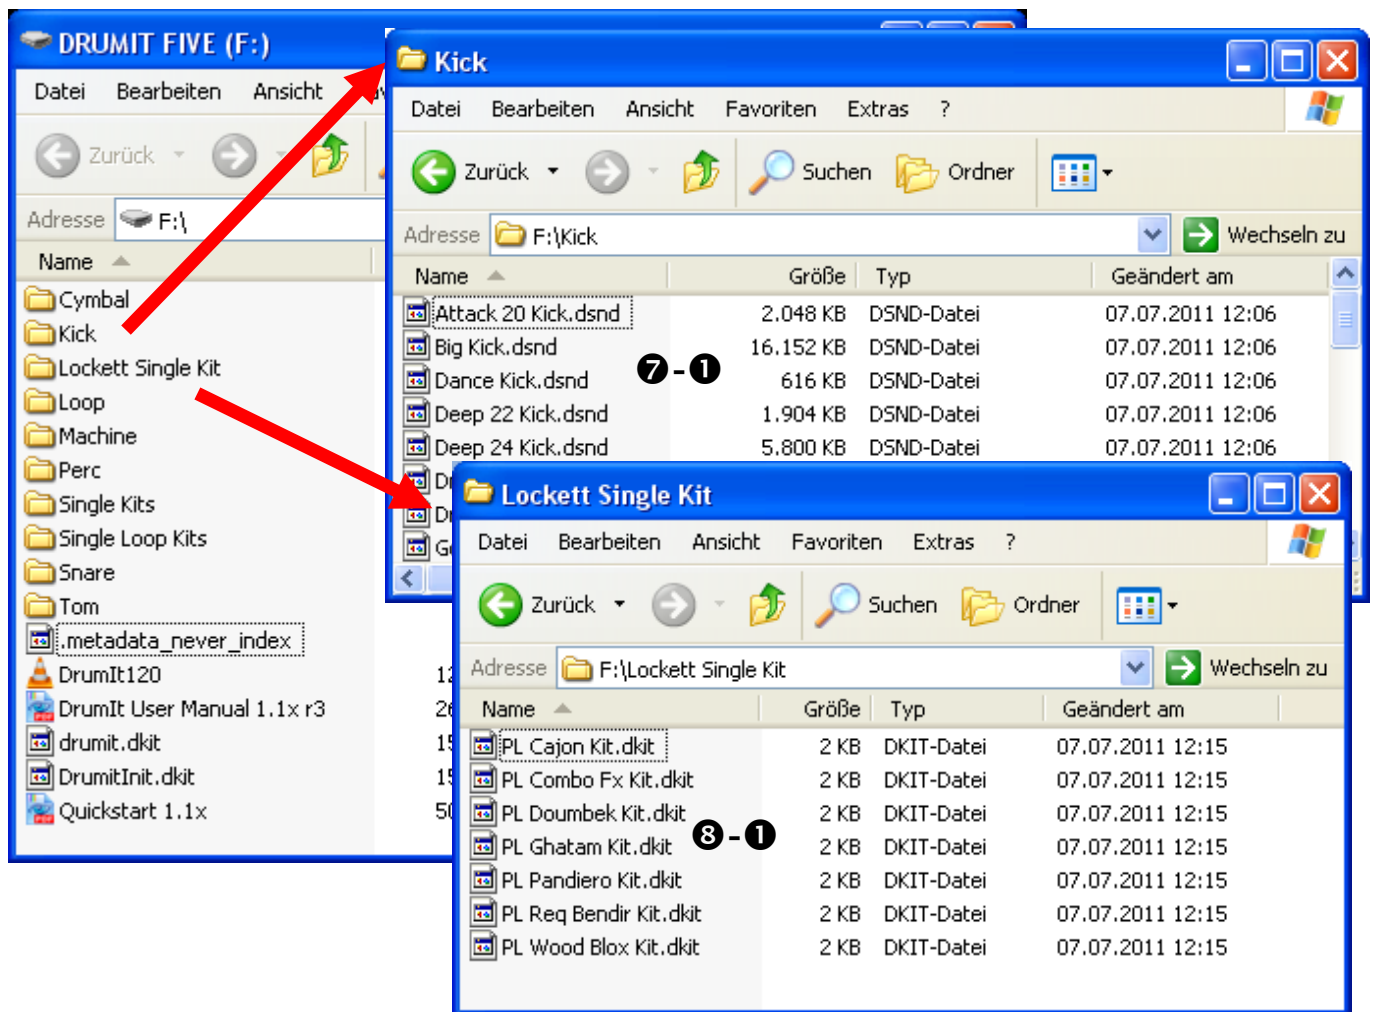 DRUMIT FIVE (F:)
Datei Bearbeiten Ansicht
Zurück
Adresse F:\
Name
Cymbal
Kick
Lockett Single Kit
Loop
Machine
Perc
Single Kits
Single Loop Kits
Snare
Tom
.metadata_never_index
DrumIt120
DrumIt User Manual 1.1x r3
drumit.dkit
DrumitInit.dkit
Quickstart 1.1x
Kick
Datei Bearbeiten Ansicht Favoriten Extras ?
Zurück Suchen Ordner
Adresse F:\Kick Wechseln zu
Name Größe Typ Geändert am
Attack 20 Kick.dsnd 2.048 KB DSND-Datei 07.07.2011 12:06
Big Kick.dsnd 16.152 KB DSND-Datei 07.07.2011 12:06
Dance Kick.dsnd 616 KB DSND-Datei 07.07.2011 12:06
Deep 22 Kick.dsnd 1.904 KB DSND-Datei 07.07.2011 12:06
Deep 24 Kick.dsnd 5.800 KB DSND-Datei 07.07.2011 12:06
❼-❶
Lockett Single Kit
Datei Bearbeiten Ansicht Favoriten Extras ?
Zurück Suchen Ordner
Adresse F:\Lockett Single Kit Wechseln zu
Name Größe Typ Geändert am
PL Cajon Kit.dkit 2 KB DKIT-Datei 07.07.2011 12:15
PL Combo Fx Kit.dkit 2 KB DKIT-Datei 07.07.2011 12:15
PL Doumbek Kit.dkit 2 KB DKIT-Datei 07.07.2011 12:15
PL Ghatam Kit.dkit 2 KB DKIT-Datei 07.07.2011 12:15
PL Pandiero Kit.dkit 2 KB DKIT-Datei 07.07.2011 12:15
PL Req Bendir Kit.dkit 2 KB DKIT-Datei 07.07.2011 12:15
PL Wood Blox Kit.dkit 2 KB DKIT-Datei 07.07.2011 12:15
❽-❶